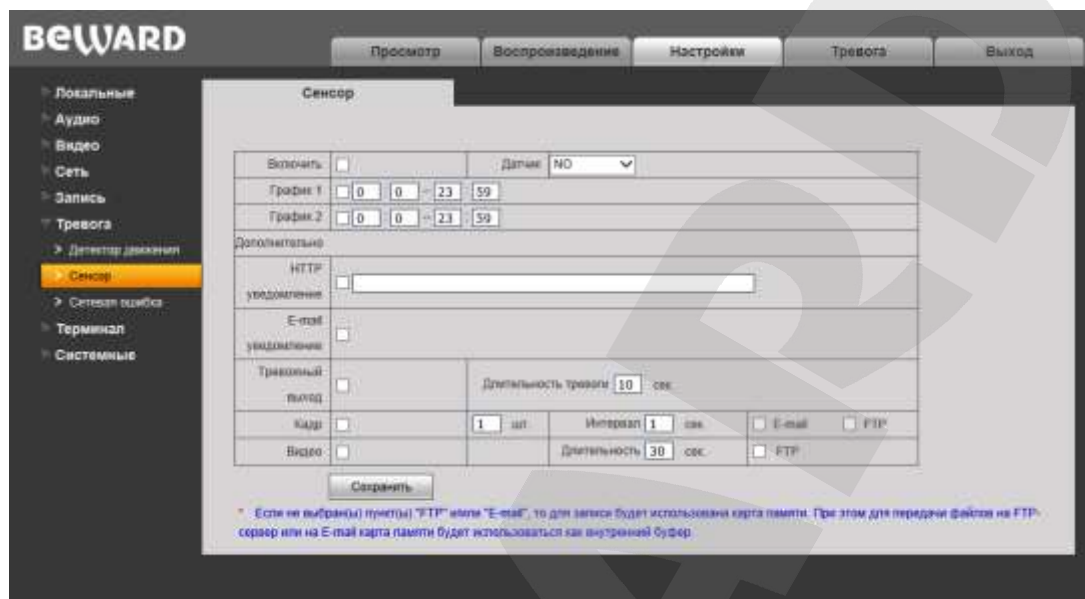 BEWARD
Просмотр Воспроизведение Настройки Тревога Выход
Локальные
Аудио
Видео
Сеть
Запись
Тревога
Детектор движения
Сенсор
Сетевая ошибка
Терминал
Системные
Сенсор
Включить Датчик NO
График 1 0 : 0 – 23 : 59
График 2 0 : 0 – 23 : 59
Дополнительно
HTTP
уведомление
E-mail
уведомление
Тревожный
выход Длительность тревоги 10 сек.
Кадр 1 шт. Интервал 1 сек. E-mail FTP
Видео Длительность 30 сек. FTP
Сохранить
* Если не выбран(ы) пункт(ы) "FTP" и/или "E-mail", то для записи будет использована карта памяти. При этом для передачи файлов на FTP-
сервер или на E-mail карта памяти будет использоваться как внутренний буфер.